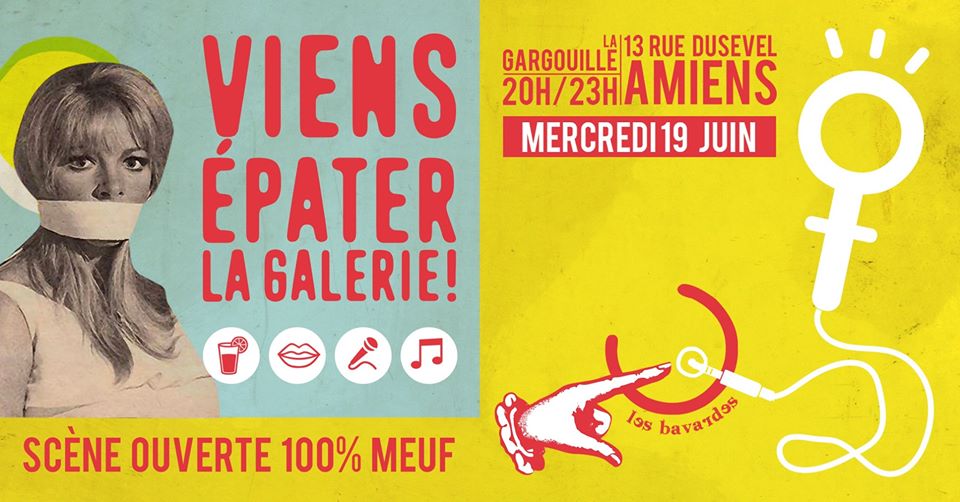 VIENS
ÉPATER
LA GALERIE!
SCÈNE OUVERTE 100% MEUF
LA
GARGOUILLE
20H/23H
13 RUE DUSEVEL
AMIENS
MERCREDI 19 JUIN
les bavardes